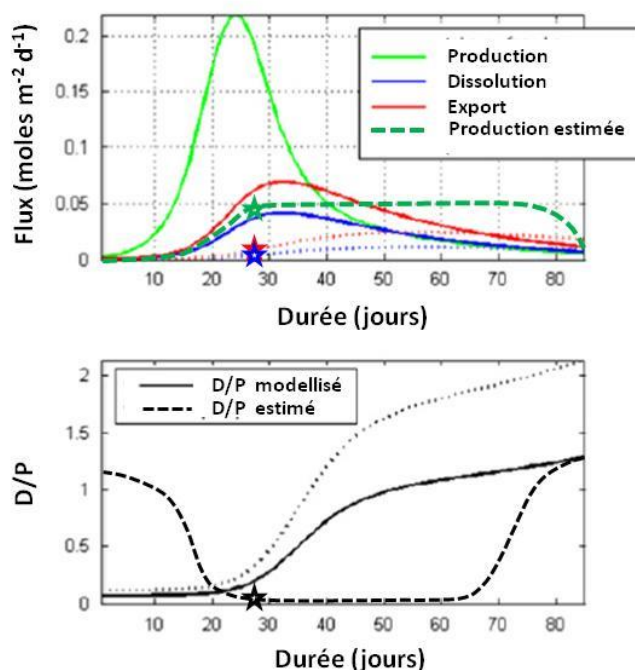 Flux (moles m⁻² d⁻¹)
0.2
0.15
0.1
0.05
0
Production
Dissolution
Export
Production estimée
10 20 30 40 50 60 70 80
Durée (jours)
D/P
2
1.5
1
0.5
0
D/P modellisé
D/P estimé
10 20 30 40 50 60 70 80
Durée (jours)